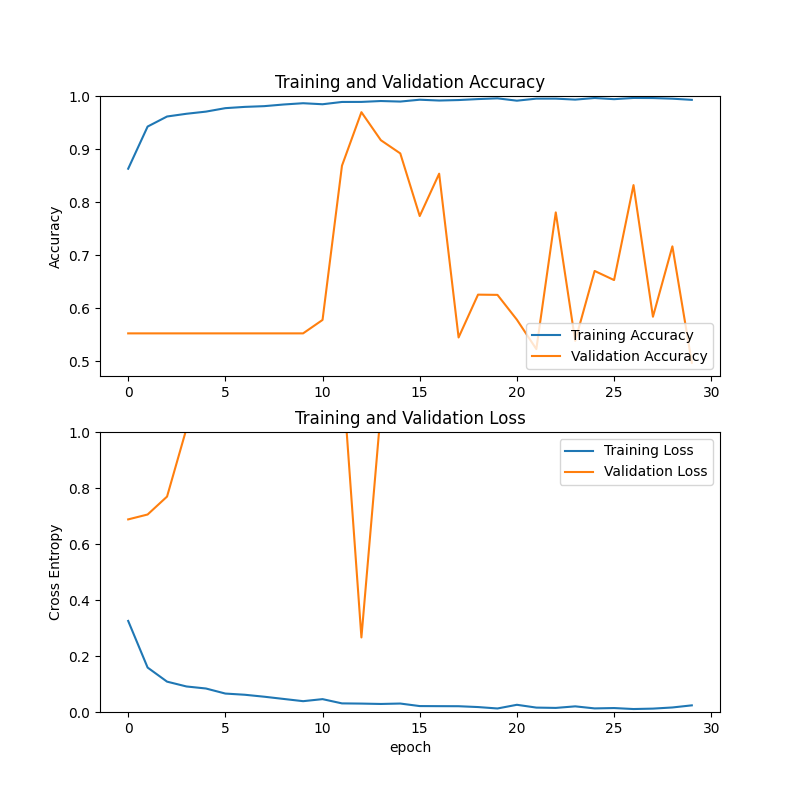 Training and Validation Accuracy
Accuracy
1.0
0.9
0.8
0.7
0.6
0.5
Training Accuracy
Validation Accuracy
0 5 10 15 20 25 30
Training and Validation Loss
Cross Entropy
1.0
0.8
0.6
0.4
0.2
0.0
Training Loss
Validation Loss
0 5 10 15 20 25 30
epoch